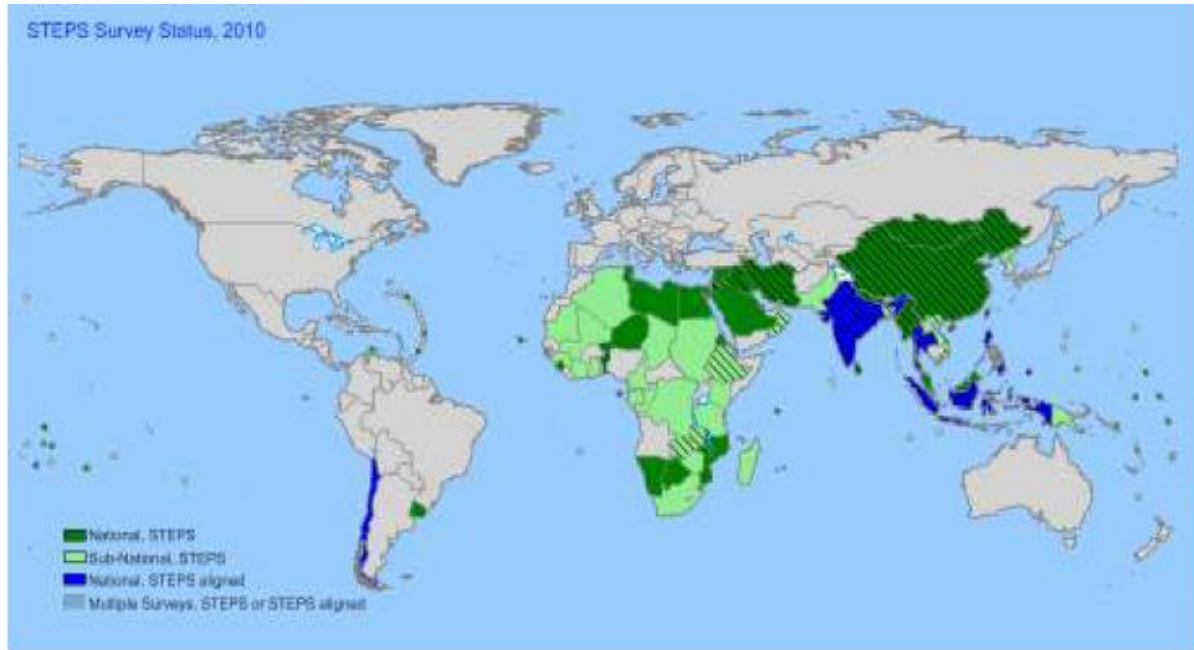 STEPS Survey Status, 2010
National, STEPS
Sub-National, STEPS
National, STEPS aligned
Multiple Surveys, STEPS or STEPS aligned